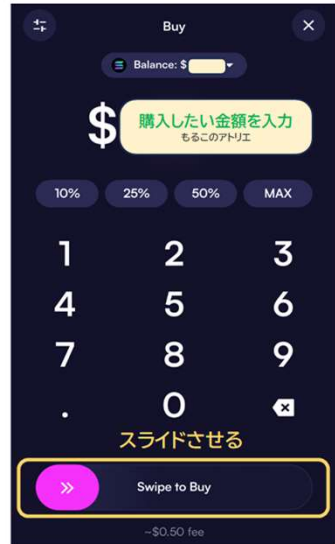 Buy
Balance: $
$
購入したい金額を入力
もるこのアトリエ
10% 25% 50% MAX
1 2 3
4 5 6
7 8 9
. 0
スライドさせる
Swipe to Buy
~$0.50 fee